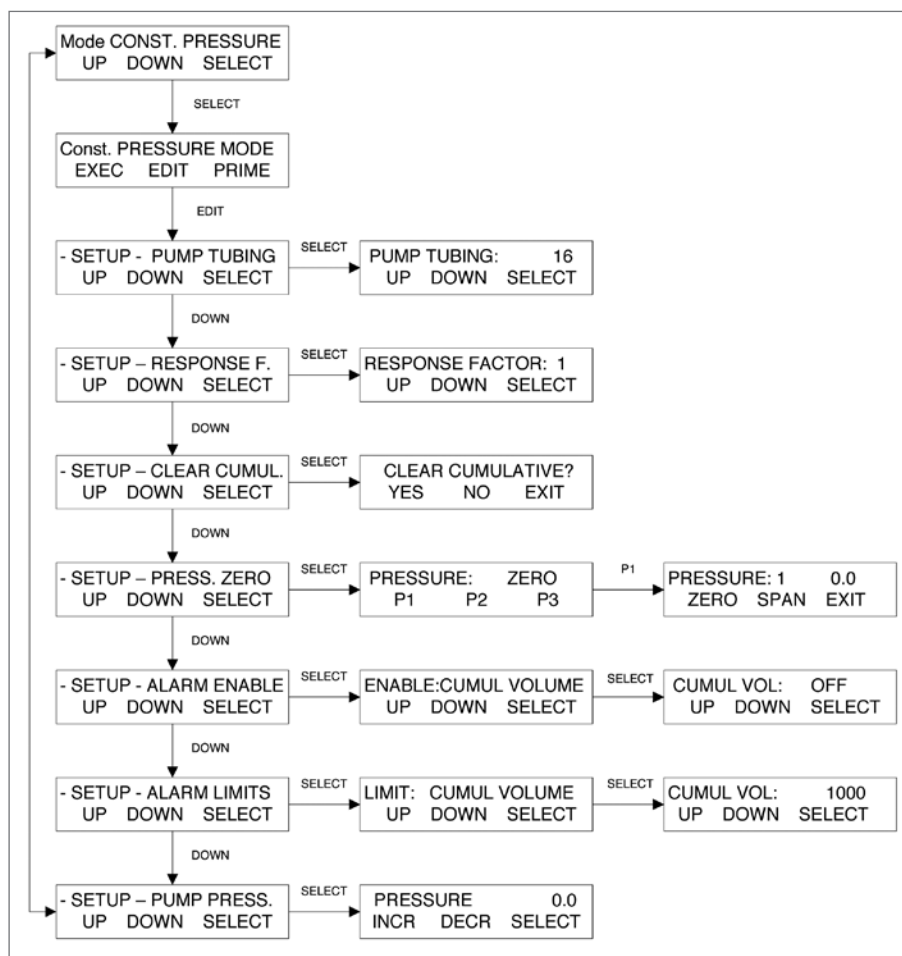 Mode CONST. PRESSURE
UP DOWN SELECT
SELECT
Const. PRESSURE MODE
EXEC EDIT PRIME
EDIT
- SETUP - PUMP TUBING
UP DOWN SELECT
SELECT
PUMP TUBING: 16
UP DOWN SELECT
DOWN
- SETUP – RESPONSE F.
UP DOWN SELECT
SELECT
RESPONSE FACTOR: 1
UP DOWN SELECT
DOWN
- SETUP – CLEAR CUMUL.
UP DOWN SELECT
SELECT
CLEAR CUMULATIVE?
YES NO EXIT
DOWN
- SETUP – PRESS. ZERO
UP DOWN SELECT
SELECT
PRESSURE: ZERO
P1 P2 P3
P1
PRESSURE: 1 0.0
ZERO SPAN EXIT
DOWN
- SETUP - ALARM ENABLE
UP DOWN SELECT
SELECT
ENABLE:CUMUL VOLUME
UP DOWN SELECT
SELECT
CUMUL VOL: OFF
UP DOWN SELECT
DOWN
- SETUP - ALARM LIMITS
UP DOWN SELECT
SELECT
LIMIT: CUMUL VOLUME
UP DOWN SELECT
SELECT
CUMUL VOL: 1000
UP DOWN SELECT
DOWN
- SETUP – PUMP PRESS.
UP DOWN SELECT
SELECT
PRESSURE 0.0
INCR DECR SELECT